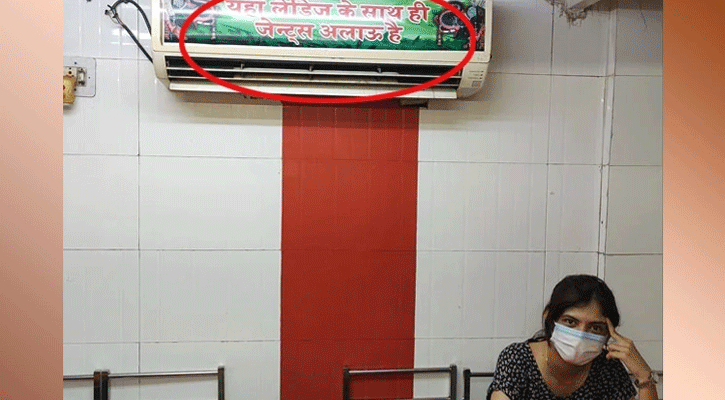 यहाँ लेडिज के साथ ही
जेन्ट्स अलाऊ है